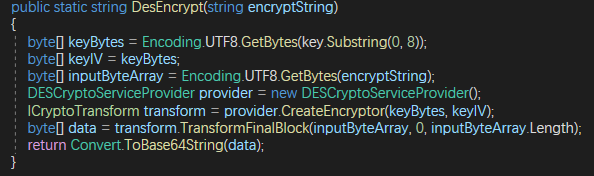 public static string DesEncrypt(string encryptString)
{
byte[] keyBytes = Encoding.UTF8.GetBytes(key.Substring(0, 8));
byte[] keyIV = keyBytes;
byte[] inputByteArray = Encoding.UTF8.GetBytes(encryptString);
DESCryptoServiceProvider provider = new DESCryptoServiceProvider();
ICryptoTransform transform = provider.CreateEncryptor(keyBytes, keyIV);
byte[] data = transform.TransformFinalBlock(inputByteArray, 0, inputByteArray.Length);
return Convert.ToBase64String(data);
}